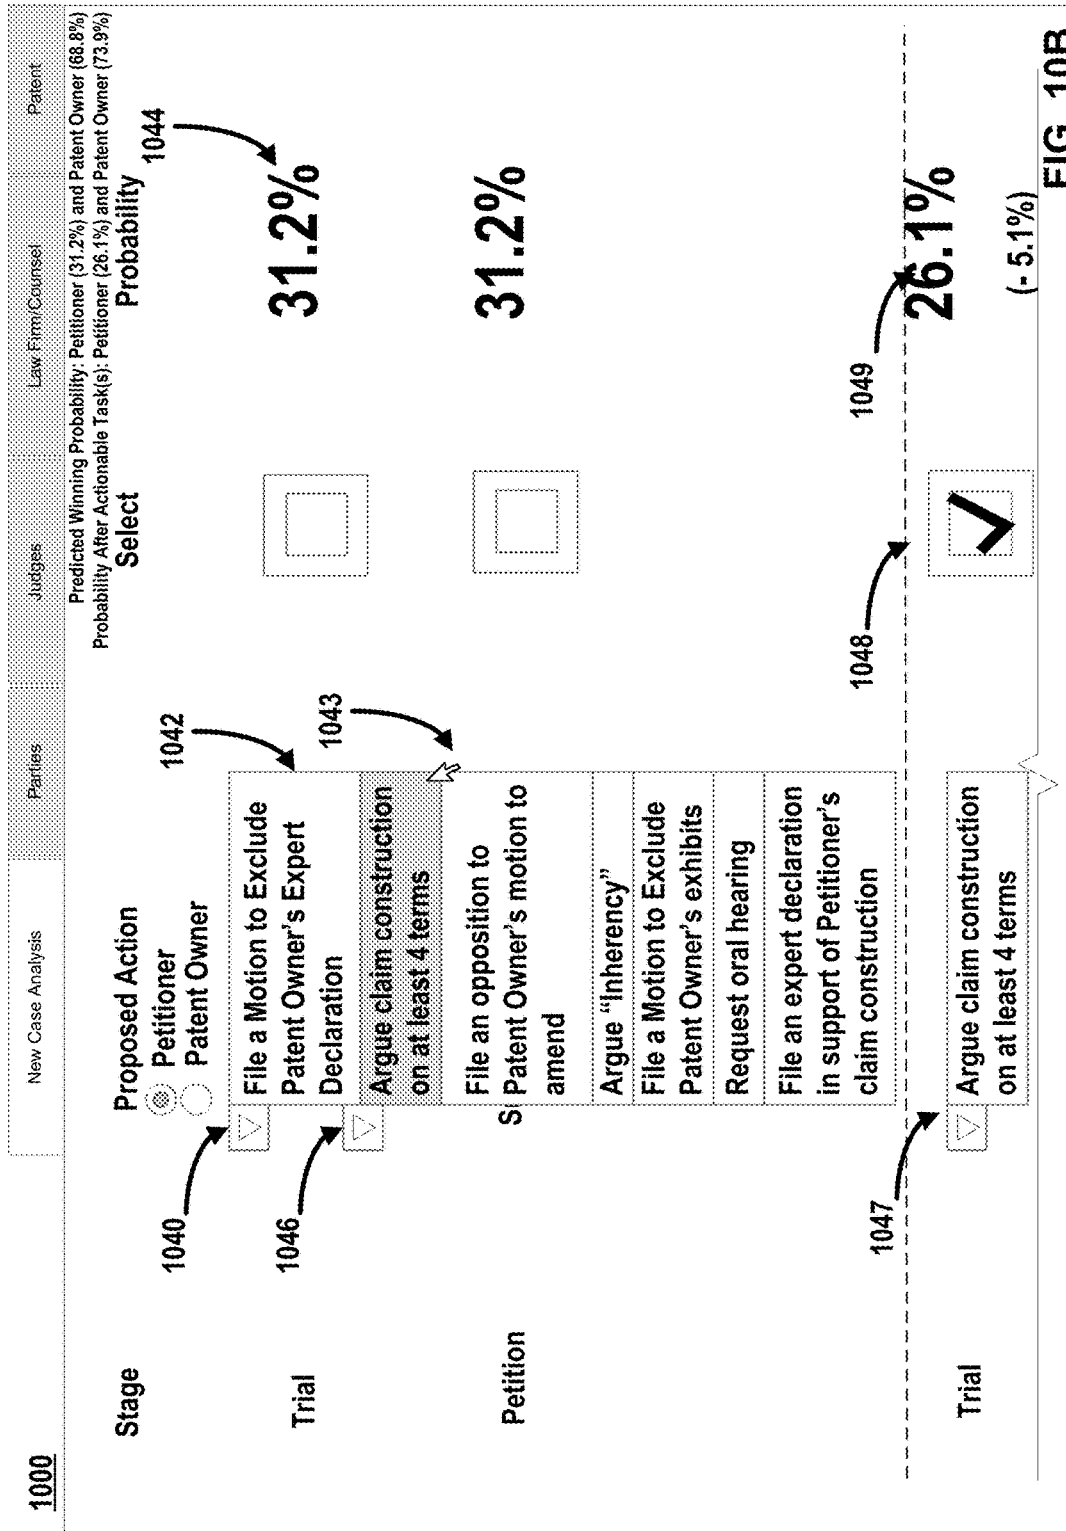 1000
New Case Analysis
Parties
Judges
Law Firm/Counsel
Patent
Predicted Winning Probability: Petitioner (31.2%) and Patent Owner (68.8%)
Probability After Actionable Task(s): Petitioner (26.1%) and Patent Owner (73.9%)
Stage
Proposed Action
Select
Probability
Petitioner
Patent Owner
1040
1042
1044
Trial
File a Motion to Exclude
Patent Owner's Expert
Declaration
31.2%
1046
1043
Argue claim construction
on at least 4 terms
Petition
File an opposition to
Patent Owner's motion to
amend
31.2%
Argue “Inherency”
File a Motion to Exclude
Patent Owner's exhibits
Request oral hearing
File an expert declaration
in support of Petitioner's
claim construction
1047
1048
1049
Trial
Argue claim construction
on at least 4 terms
26.1%
(- 5.1%)
FIG. 10B